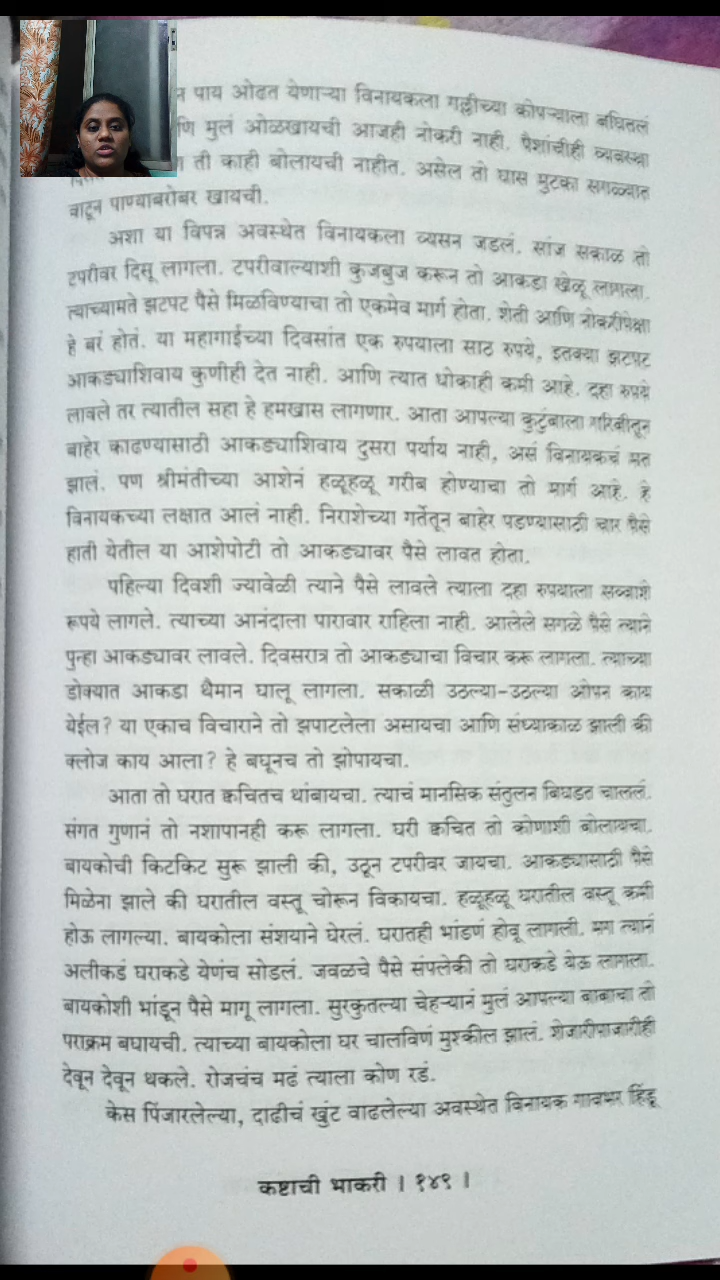 पाय ओढत येणाऱ्या विनायकला गल्लीच्या कोपऱ्याला बघितलं
णि मुलं ओळखायची आजही नोकरी नाही. पैशांचीही व्यवस्था
ती काही बोलायची नाहीत. असेल तो घास मुटका सगळ्यात
वाटून पाण्याबरोबर खायची.
अशा या विपन्न अवस्थेत विनायकला व्यसन जडलं. सांज सकाळ तो
टपरीवर दिसू लागला. टपरीवाल्याशी कुजबुज करून तो आकडा खेळू लागला.
त्याच्यामते झटपट पैसे मिळविण्याचा तो एकमेव मार्ग होता. शेती आणि नोकरीपेक्षा
हे बरं होतं. या महागाईच्या दिवसांत एक रुपयाला साठ रुपये, इतक्या झटपट
आकड्याशिवाय कुणीही देत नाही. आणि त्यात धोकाही कमी आहे. दहा रुपये
लावले तर त्यातील सहा हे हमखास लागणार. आता आपल्या कुटुंबाला गरिबीतून
बाहेर काढण्यासाठी आकड्याशिवाय दुसरा पर्याय नाही, असं विनायकचं मत
झालं. पण श्रीमंतीच्या आशेनं हळूहळू गरीब होण्याचा तो मार्ग आहे. हे
विनायकच्या लक्षात आलं नाही. निराशेच्या गर्तेतून बाहेर पडण्यासाठी चार पैसे
हाती येतील या आशेपोटी तो आकड्यावर पैसे लावत होता.
पहिल्या दिवशी ज्यावेळी त्याने पैसे लावले त्याला दहा रुपयाला सव्वाशे
रूपये लागले. त्याच्या आनंदाला पारावार राहिला नाही. आलेले सगळे पैसे त्याने
पुन्हा आकड्यावर लावले. दिवसरात्र तो आकड्याचा विचार करू लागला. त्याच्या
डोक्यात आकडा थैमान घालू लागला. सकाळी उठल्या-उठल्या ओपन काय
येईल? या एकाच विचाराने तो झपाटलेला असायचा आणि संध्याकाळ झाली की
क्लोज काय आला? हे बघूनच तो झोपायचा.
आता तो घरात क्वचितच थांबायचा. त्याचं मानसिक संतुलन बिघडत चाललं.
संगत गुणानं तो नशापानही करू लागला. घरी क्वचित तो कोणाशी बोलायचा.
बायकोची किटकिट सुरू झाली की, उठून टपरीवर जायचा. आकड्यासाठी पैसे
मिळेना झाले की घरातील वस्तू चोरून विकायचा. हळूहळू घरातील वस्तू कमी
होऊ लागल्या. बायकोला संशयाने घेरलं. घरातही भांडणं होवू लागली. मग त्यानं
अलीकडं घराकडे येणंच सोडलं. जवळचे पैसे संपलेकी तो घराकडे येऊ लागला.
बायकोशी भांडून पैसे मागू लागला. सुरकुतल्या चेहऱ्यानं मुलं आपल्या बाबाचा तो
पराक्रम बघायची. त्याच्या बायकोला घर चालविणं मुश्कील झालं. शेजारीपाजारीही
देवून देवून थकले. रोजचंच मढं त्याला कोण रडं.
केस पिंजारलेल्या, दाढीचं खुंट वाढलेल्या अवस्थेत विनायक गावभर हिंडू
कष्टाची भाकरी । १४९ ।